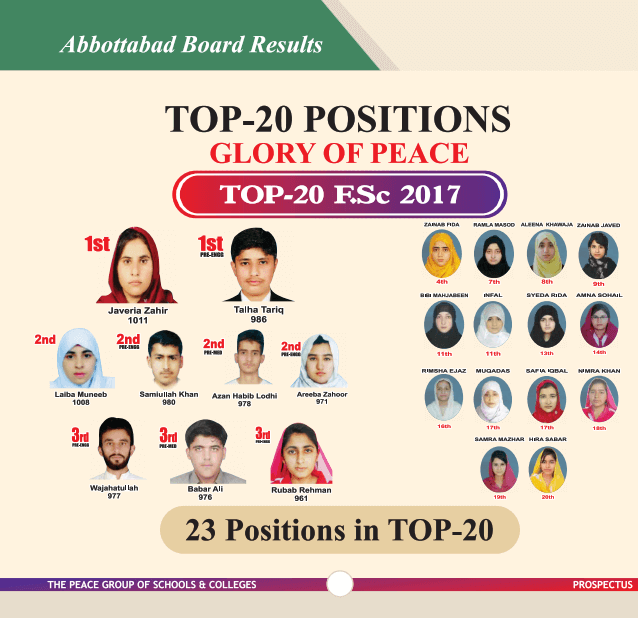 Abbottabad Board Results
TOP-20 POSITIONS
GLORY OF PEACE
TOP-20 F.Sc 2017
1st
Javeria Zahir
1011
1st
PRE-ENGG
Talha Tariq
986
2nd
Laiba Muneeb
1008
2nd
PRE-ENGG
Samiullah Khan
980
2nd
PRE-MED
Azan Habib Lodhi
978
2nd
PRE-ENGG
Areeba Zahoor
971
3rd
PRE-ENGG
Wajahatullah
977
3rd
PRE-MED
Babar Ali
976
3rd
PRE-ENGG
Rubab Rehman
961
ZAINAB FIDA
4th
RAMLA MASOD
7th
ALEENA KHAWAJA
8th
ZAINAB JAVED
9th
BIBI MAHJABEEN
11th
INFAL
11th
SYEDA RIDA
13th
AMNA SOHAIL
14th
RIMSHA EJAZ
16th
MUQADAS
17th
SAFIA IQBAL
17th
NIMRA KHAN
18th
SAMRA MAZHAR
19th
HIRA SABAR
20th
23 Positions in TOP-20
THE PEACE GROUP OF SCHOOLS & COLLEGES
PROSPECTUS